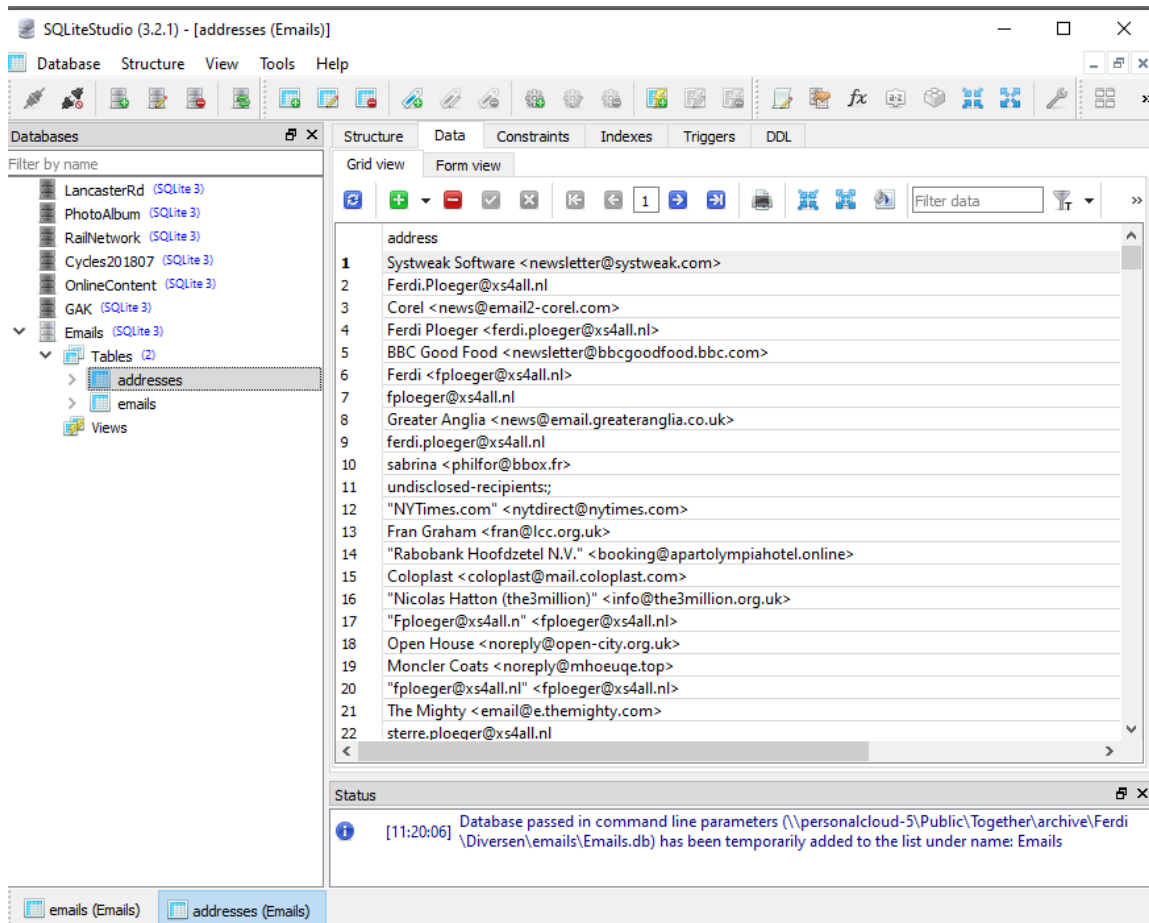 SQLiteStudio (3.2.1) - [addresses (Emails)]
Database Structure View Tools Help
Databases
Filter by name
LancasterRd (SQLite 3)
PhotoAlbum (SQLite 3)
RailNetwork (SQLite 3)
Cycles201807 (SQLite 3)
OnlineContent (SQLite 3)
GAK (SQLite 3)
Emails (SQLite 3)
Tables (2)
addresses
emails
Views
Structure Data Constraints Indexes Triggers DDL
Grid view Form view
1 Filter data
address
1 Systweak Software <newsletter@systweak.com>
2 Ferdi.Ploeger@xs4all.nl
3 Corel <news@email2-corel.com>
4 Ferdi Ploeger <ferdi.ploeger@xs4all.nl>
5 BBC Good Food <newsletter@bbcgoodfood.bbc.com>
6 Ferdi <fploeger@xs4all.nl>
7 fploeger@xs4all.nl
8 Greater Anglia <news@email.greateranglia.co.uk>
9 ferdi.ploeger@xs4all.nl
10 sabrina <philfor@bbox.fr>
11 undisclosed-recipients:;
12 "NYTimes.com" <nytdirect@nytimes.com>
13 Fran Graham <fran@lcc.org.uk>
14 "Rabobank Hoofdzetel N.V." <booking@apartolympiahotel.online>
15 Coloplast <coloplast@mail.coloplast.com>
16 "Nicolas Hatton (the3million)" <info@the3million.org.uk>
17 "Fploeger@xs4all.n" <fploeger@xs4all.nl>
18 Open House <noreply@open-city.org.uk>
19 Moncler Coats <noreply@mhoeuqe.top>
20 "fploeger@xs4all.nl" <fploeger@xs4all.nl>
21 The Mighty <email@e.themighty.com>
22 sterre.ploeger@xs4all.nl
Status
[11:20:06] Database passed in command line parameters (\\personalcloud-5\Public\Together\archive\Ferdi
\Diversen\emails\Emails.db) has been temporarily added to the list under name: Emails
emails (Emails) addresses (Emails)